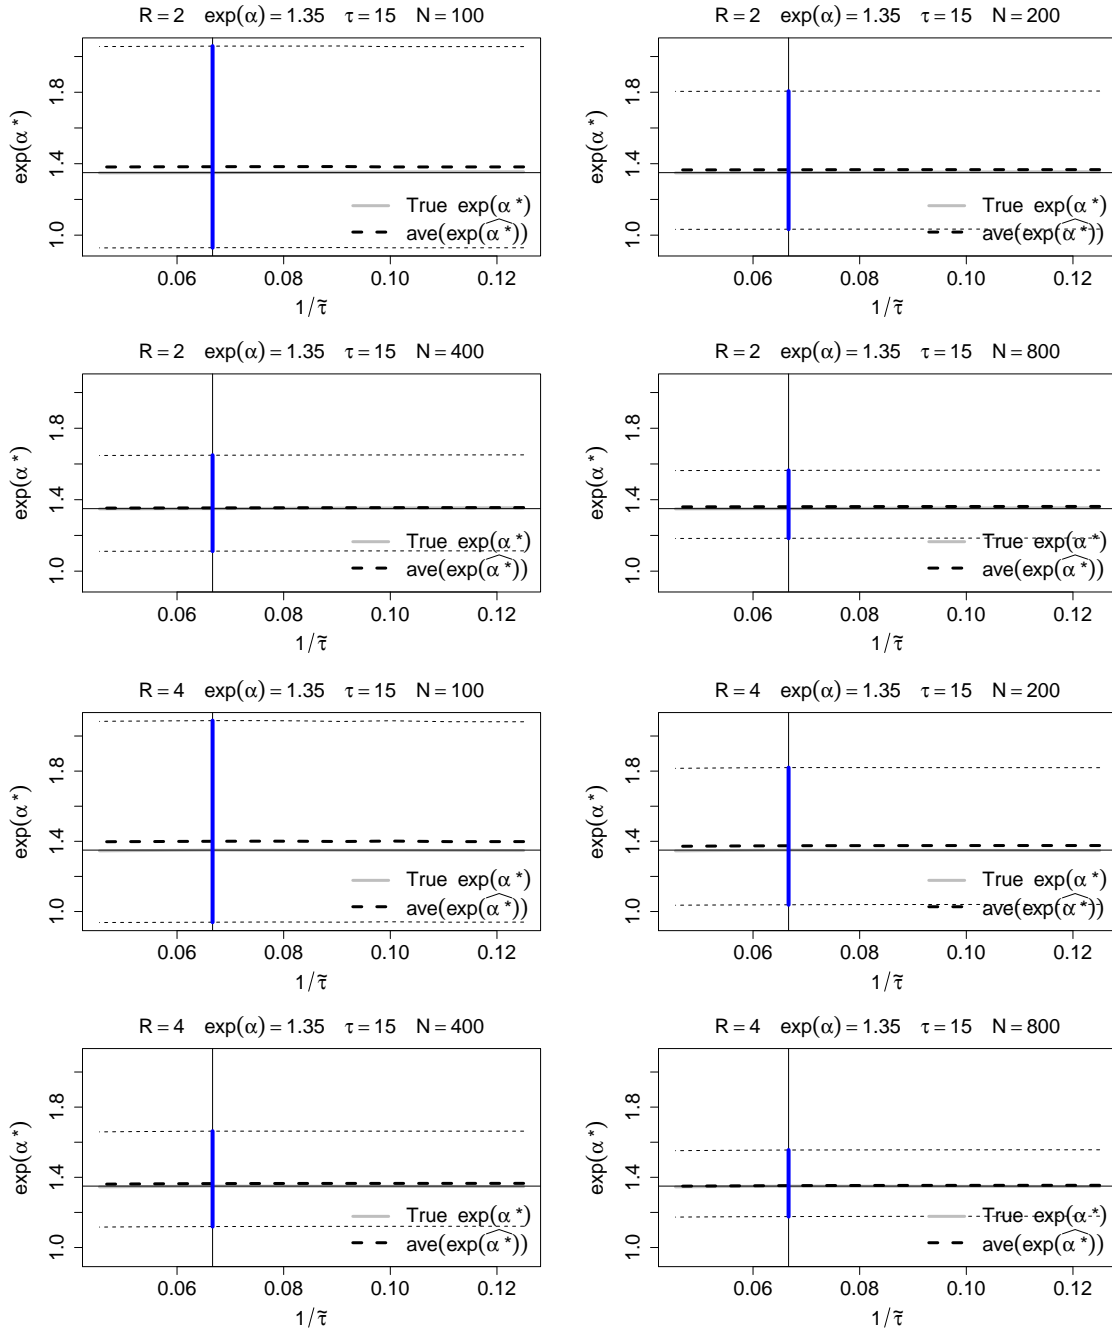 R = 2 exp(α) = 1.35 τ = 15 N = 100
exp(α*)
1.0 1.4 1.8
True exp(α*)
ave(exp(α̂*))
0.06 0.08 0.10 0.12
1/τ̃
R = 2 exp(α) = 1.35 τ = 15 N = 200
exp(α*)
1.0 1.4 1.8
True exp(α*)
ave(exp(α̂*))
0.06 0.08 0.10 0.12
1/τ̃
R = 2 exp(α) = 1.35 τ = 15 N = 400
exp(α*)
1.0 1.4 1.8
True exp(α*)
ave(exp(α̂*))
0.06 0.08 0.10 0.12
1/τ̃
R = 2 exp(α) = 1.35 τ = 15 N = 800
exp(α*)
1.0 1.4 1.8
True exp(α*)
ave(exp(α̂*))
0.06 0.08 0.10 0.12
1/τ̃
R = 4 exp(α) = 1.35 τ = 15 N = 100
exp(α*)
1.0 1.4 1.8
True exp(α*)
ave(exp(α̂*))
0.06 0.08 0.10 0.12
1/τ̃
R = 4 exp(α) = 1.35 τ = 15 N = 200
exp(α*)
1.0 1.4 1.8
True exp(α*)
ave(exp(α̂*))
0.06 0.08 0.10 0.12
1/τ̃
R = 4 exp(α) = 1.35 τ = 15 N = 400
exp(α*)
1.0 1.4 1.8
True exp(α*)
ave(exp(α̂*))
0.06 0.08 0.10 0.12
1/τ̃
R = 4 exp(α) = 1.35 τ = 15 N = 800
exp(α*)
1.0 1.4 1.8
True exp(α*)
ave(exp(α̂*))
0.06 0.08 0.10 0.12
1/τ̃